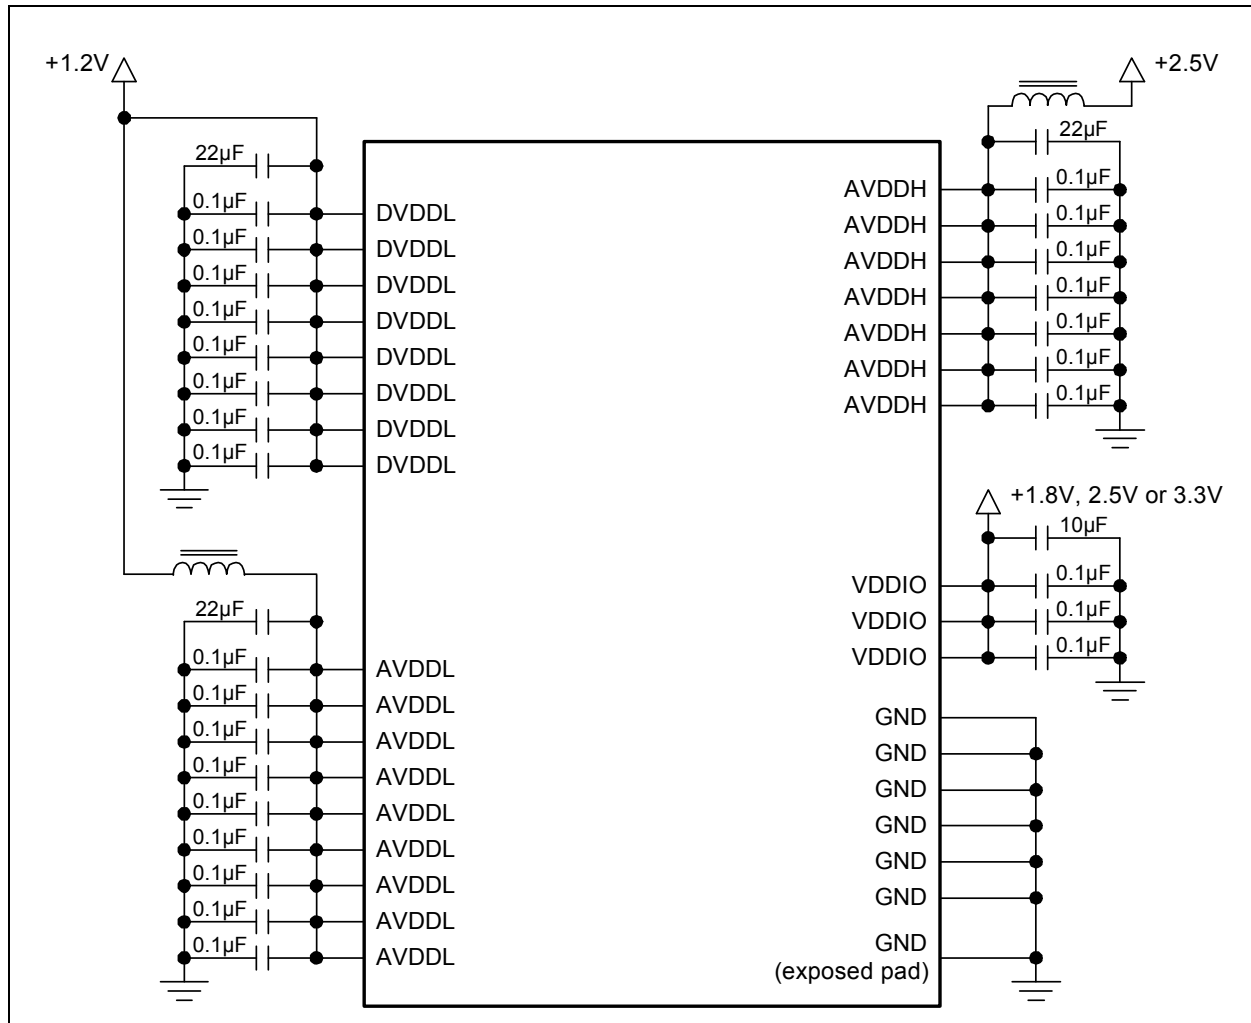 +1.2V
22µF
0.1µF
DVDDL
0.1µF
DVDDL
0.1µF
DVDDL
0.1µF
DVDDL
0.1µF
DVDDL
0.1µF
DVDDL
0.1µF
DVDDL
0.1µF
DVDDL
22µF
0.1µF
AVDDL
0.1µF
AVDDL
0.1µF
AVDDL
0.1µF
AVDDL
0.1µF
AVDDL
0.1µF
AVDDL
0.1µF
AVDDL
0.1µF
AVDDL
0.1µF
AVDDL
+2.5V
22µF
AVDDH
0.1µF
AVDDH
0.1µF
AVDDH
0.1µF
AVDDH
0.1µF
AVDDH
0.1µF
AVDDH
0.1µF
AVDDH
0.1µF
+1.8V, 2.5V or 3.3V
10µF
VDDIO
0.1µF
VDDIO
0.1µF
VDDIO
0.1µF
GND
GND
GND
GND
GND
GND
GND
(exposed pad)